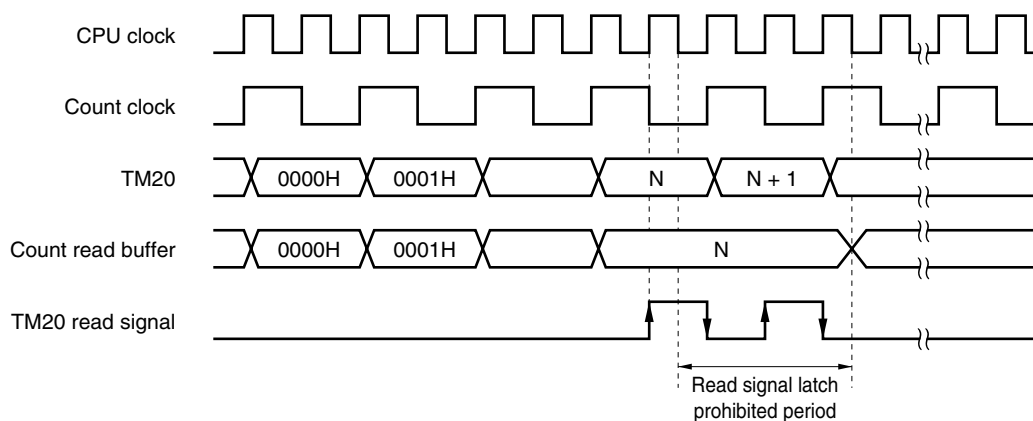 CPU clock
Count clock
TM20 0000H 0001H N N + 1
Count read buffer 0000H 0001H N
TM20 read signal
Read signal latch
prohibited period